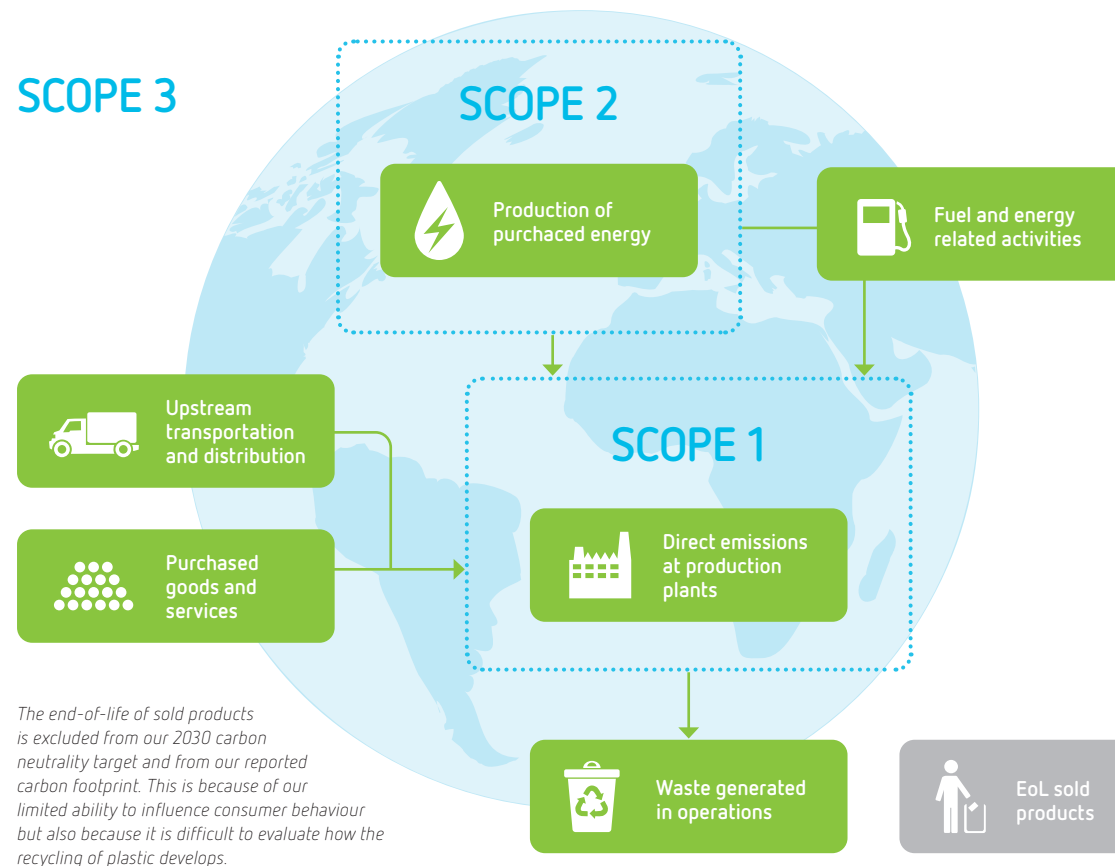 SCOPE 3
SCOPE 2
Production of
purchaced energy
Fuel and energy
related activities
Upstream
transportation
and distribution
SCOPE 1
Purchased
goods and
services
Direct emissions
at production
plants
The end-of-life of sold products
is excluded from our 2030 carbon
neutrality target and from our reported
carbon footprint. This is because of our
limited ability to influence consumer behaviour
but also because it is difficult to evaluate how the
recycling of plastic develops.
Waste generated
in operations
EoL sold
products